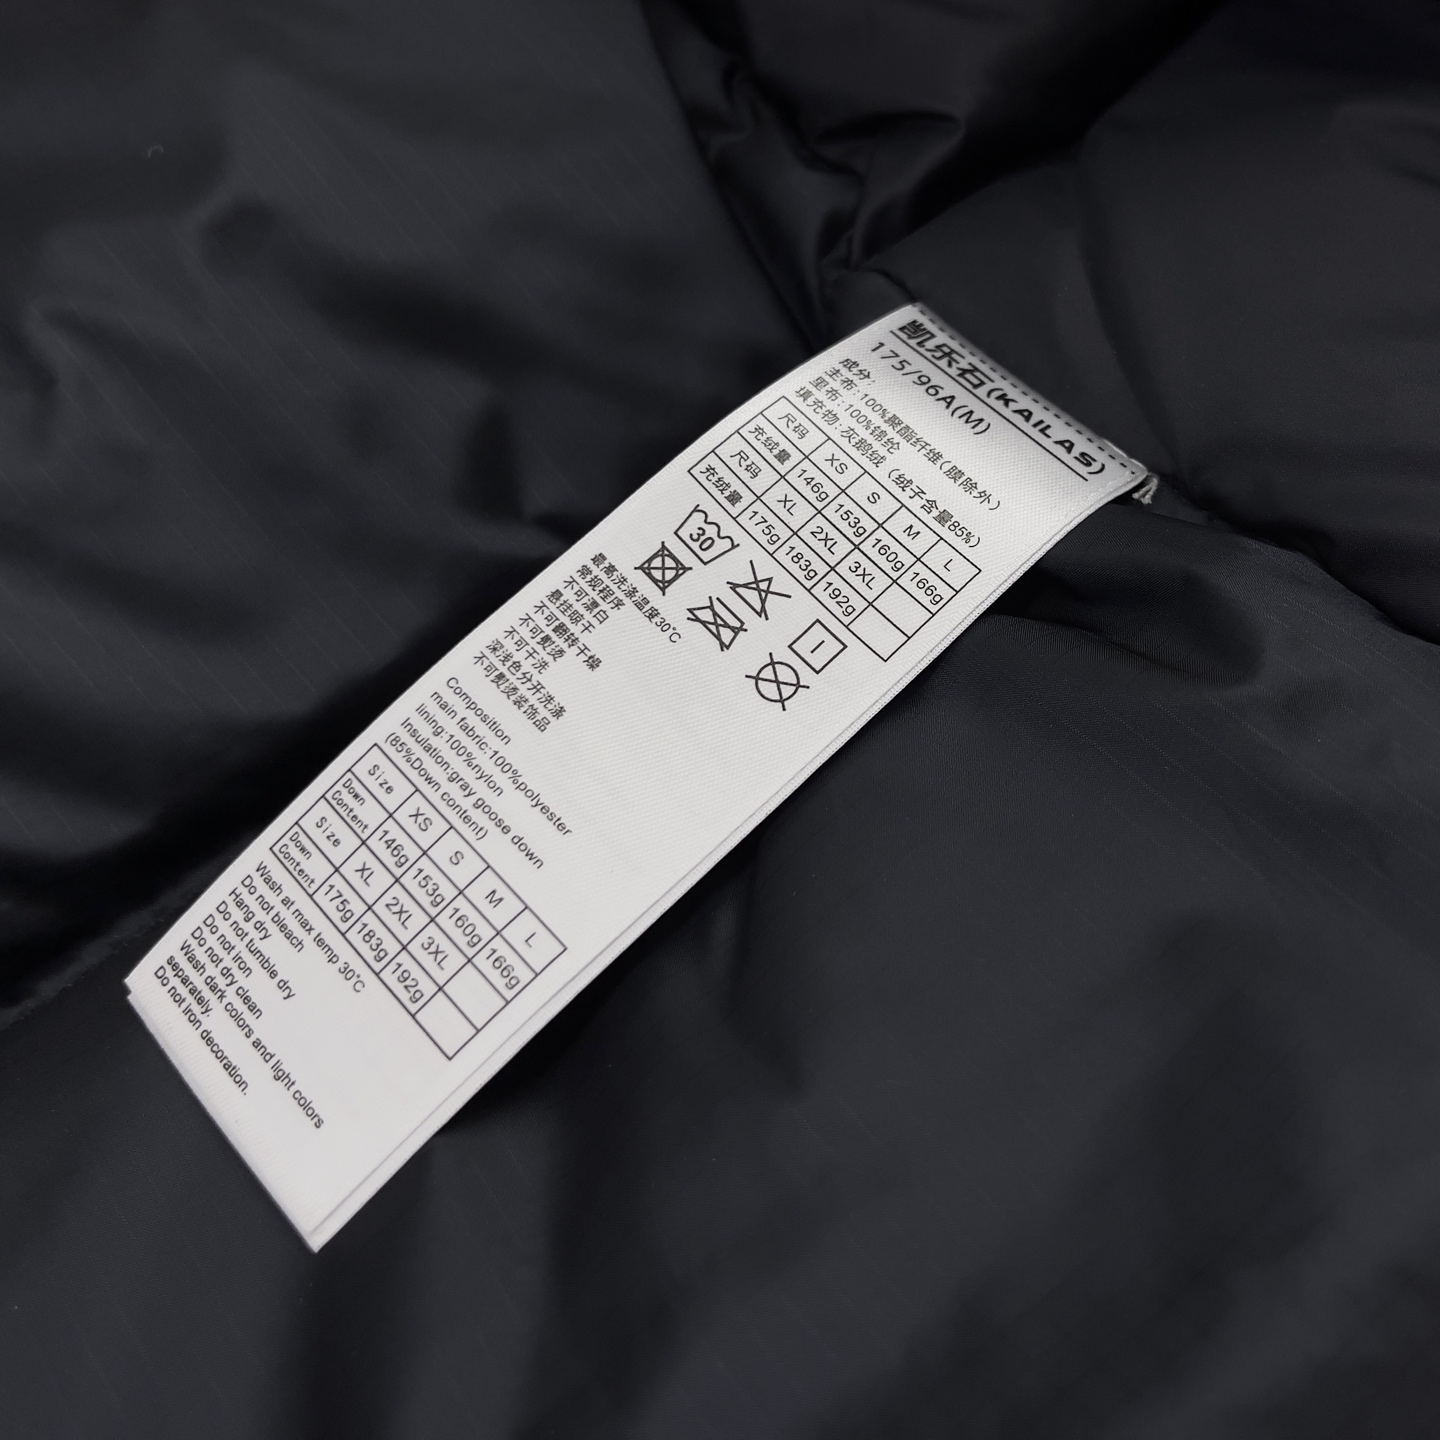 凯乐石(KAILAS)
175/96A(M)
成分:
主布:100%聚酯纤维(膜除外)
里布:100%锦纶
填充物:灰鹅绒(绒子含量85%)
尺码 XS S M L
充绒量 146g 153g 160g 166g
尺码 XL 2XL 3XL
充绒量 175g 183g 192g
30
最高洗涤温度30℃
常规程序
不可漂白
悬挂晾干
不可翻转干燥
不可熨烫
不可干洗
深浅色分开洗涤
不可熨烫装饰品
Composition
main fabric:100%polyester
lining:100%nylon
Insulation:gray goose down
(85%Down content)
Size XS S M L
Down Content 146g 153g 160g 166g
Size XL 2XL 3XL
Down Content 175g 183g 192g
Wash at max temp 30℃
Do not bleach
Hang dry
Do not tumble dry
Do not iron
Do not dry clean
Wash dark colors and light colors
separately.
Do not iron decoration.